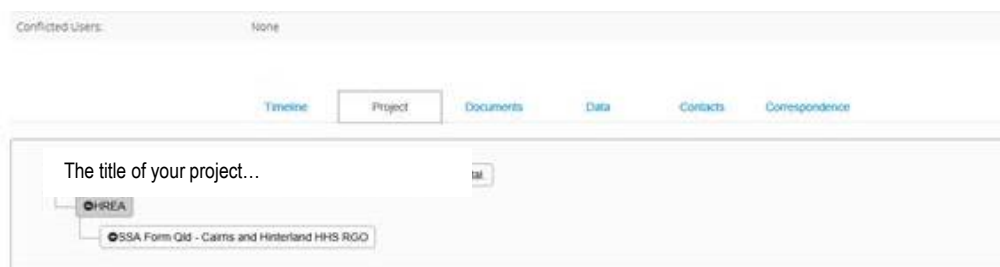 Conflicted Users: None
Timeline Project Documents Data Contacts Correspondence
The title of your project… tal.
HREA
SSA Form Qld - Cairns and Hinterland HHS RGO